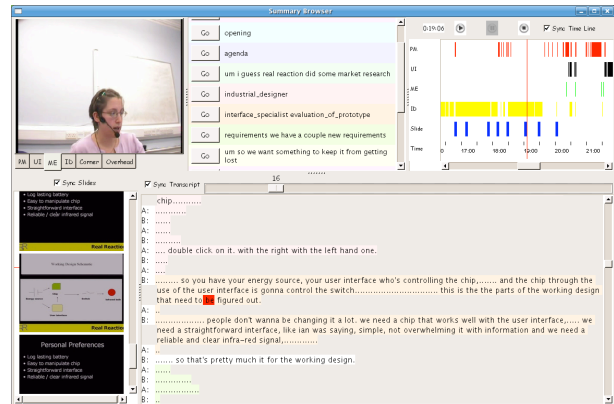 Summary Browser
Go opening
Go agenda
Go um i guess real reaction did some market research
Go industrial_designer
Go interface_specialist evaluation_of_prototype
Go requirements we have a couple new requirements
Go um so we want something to keep it from getting lost
PM UI ME ID Corner Overhead
0:19:06
Sync Time Line
PM
UI
ME
ID
Slide
Time 0 17:00 18:00 19:00 20:00 21:00
Sync Slides
Sync Transcript
16
• Log lasting battery
• Easy to manipulate chip
• Straightforward interface
• Reliable / clear infrared signal
Real Reaction
Working Design Schematic
Real Reaction
Personal Preferences
• Log lasting battery
• Easy to manipulate chip
• Straightforward interface
• Reliable / clear infrared signal
chip...........
A: ............
B: ......
A: ......
B: ..........
A: .... double click on it. with the right with the left hand one.
B: ....
A: .....
B: ......... so you have your energy source, your user interface who's controlling the chip,....... and the chip through the
use of the user interface is gonna control the switch............................... this is the the parts of the working design
that need to be figured out.
A: ..
B: ................... people don't wanna be changing it a lot. we need a chip that works well with the user interface,..... we
need a straightforward interface, like ian was saying, simple, not overwhelming it with information and we need a
reliable and clear infra-red signal,.............
A: ..
B: ....... so that's pretty much it for the working design.
A: ......
B: ..............
A: .................
B: ..